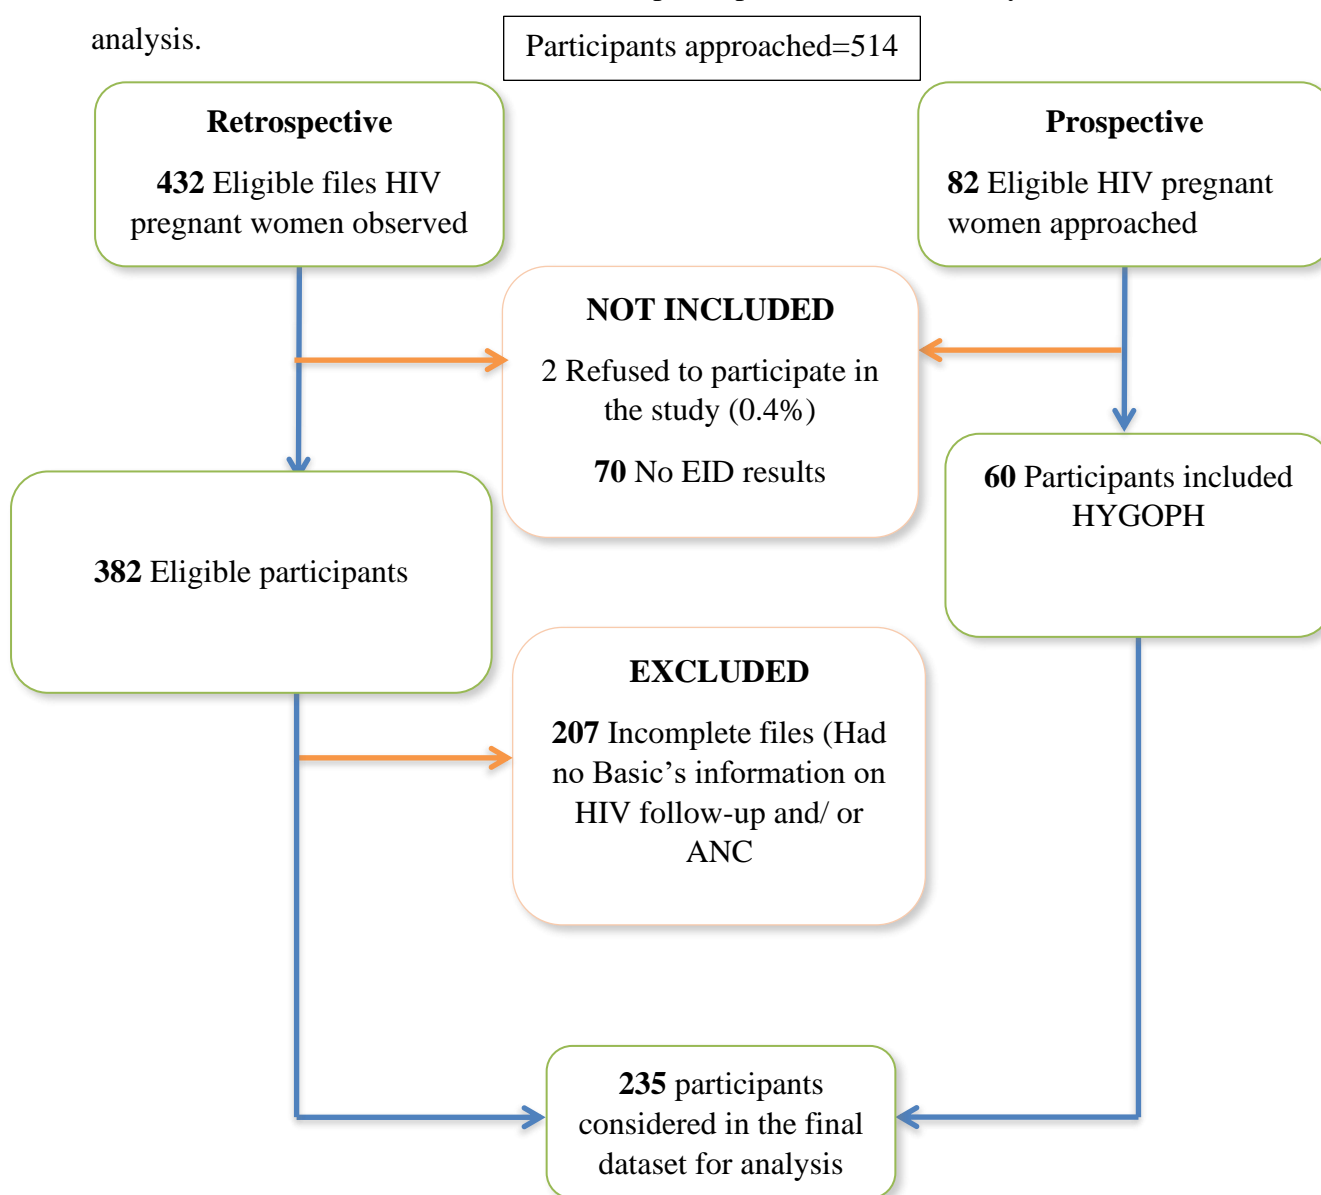 analysis.
Participants approached=514
Retrospective
432 Eligible files HIV
pregnant women observed
Prospective
82 Eligible HIV pregnant
women approached
NOT INCLUDED
2 Refused to participate in
the study (0.4%)
70 No EID results
382 Eligible participants
60 Participants included
HYGOPH
EXCLUDED
207 Incomplete files (Had
no Basic’s information on
HIV follow-up and/ or
ANC
235 participants
considered in the final
dataset for analysis